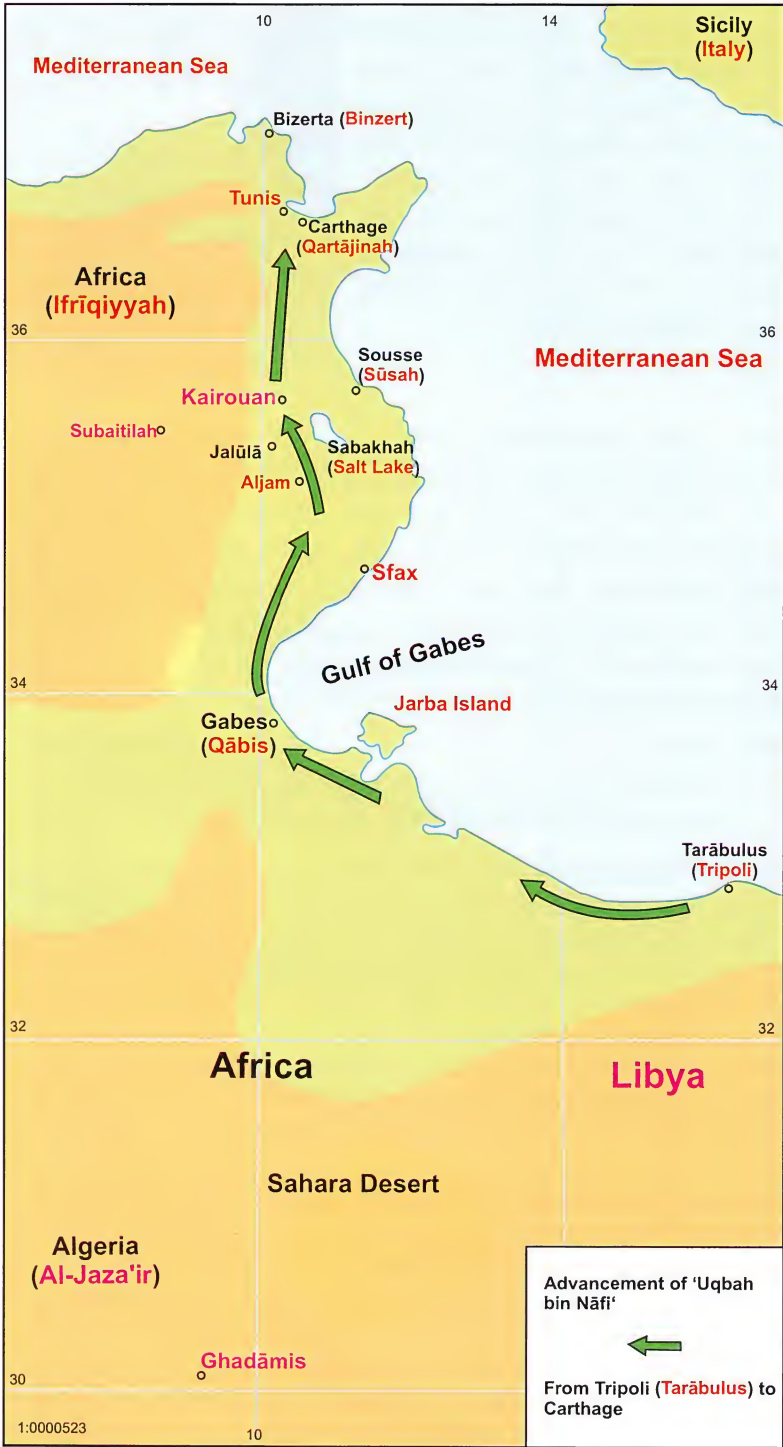 10
14
Sicily
(Italy)
Mediterranean Sea
Bizerta (Binzert)
Tunis
Carthage
(Qartājinah)
Africa
(Ifrīqiyyah)
36
36
Sousse
(Sūsah)
Mediterranean Sea
Kairouan
Subaitilah
Jalūlā
Sabakhah
(Salt Lake)
Aljam
Sfax
Gulf of Gabes
34
34
Jarba Island
Gabes
(Qābis)
Tarābulus
(Tripoli)
32
32
Africa
Libya
Sahara Desert
Algeria
(Al-Jaza'ir)
Ghadāmis
30
1:0000523
10
Advancement of ‘Uqbah
bin Nāfi‘
From Tripoli (Tarābulus) to
Carthage